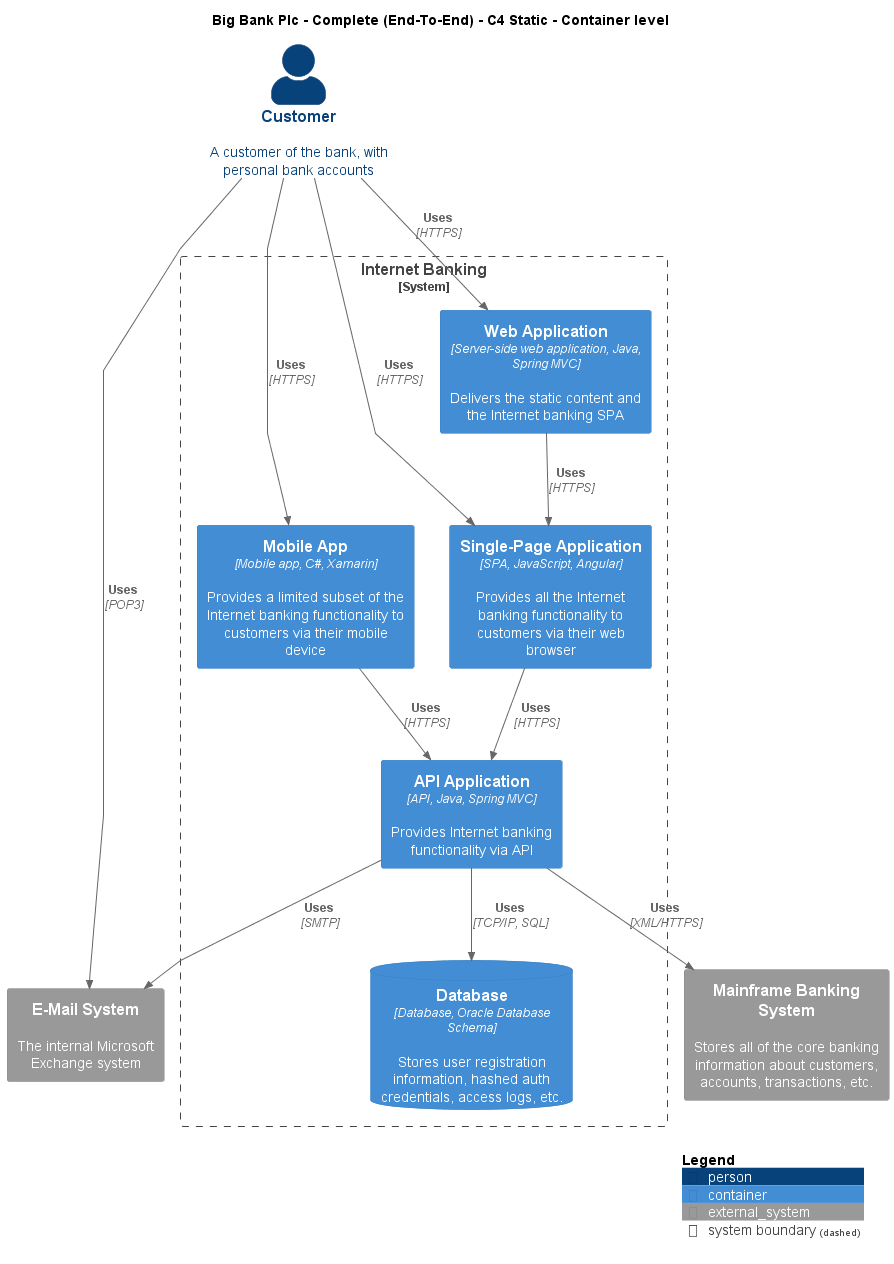 Big Bank Plc - Complete (End-To-End) - C4 Static - Container level
Customer
A customer of the bank, with
personal bank accounts
Uses
[HTTPS]
Internet Banking
[System]
Web Application
[Server-side web application, Java,
Spring MVC]
Delivers the static content and
the Internet banking SPA
Uses
[HTTPS]
Uses
[HTTPS]
Uses
[HTTPS]
Uses
[POP3]
Mobile App
[Mobile app, C#, Xamarin]
Provides a limited subset of the
Internet banking functionality to
customers via their mobile
device
Single-Page Application
[SPA, JavaScript, Angular]
Provides all the Internet
banking functionality to
customers via their web
browser
Uses
[HTTPS]
Uses
[HTTPS]
API Application
[API, Java, Spring MVC]
Provides Internet banking
functionality via API
Uses
[SMTP]
Uses
[TCP/IP, SQL]
Uses
[XML/HTTPS]
E-Mail System
The internal Microsoft
Exchange system
Database
[Database, Oracle Database
Schema]
Stores user registration
information, hashed auth
credentials, access logs, etc.
Mainframe Banking
System
Stores all of the core banking
information about customers,
accounts, transactions, etc.
Legend
person
container
external_system
system boundary (dashed)